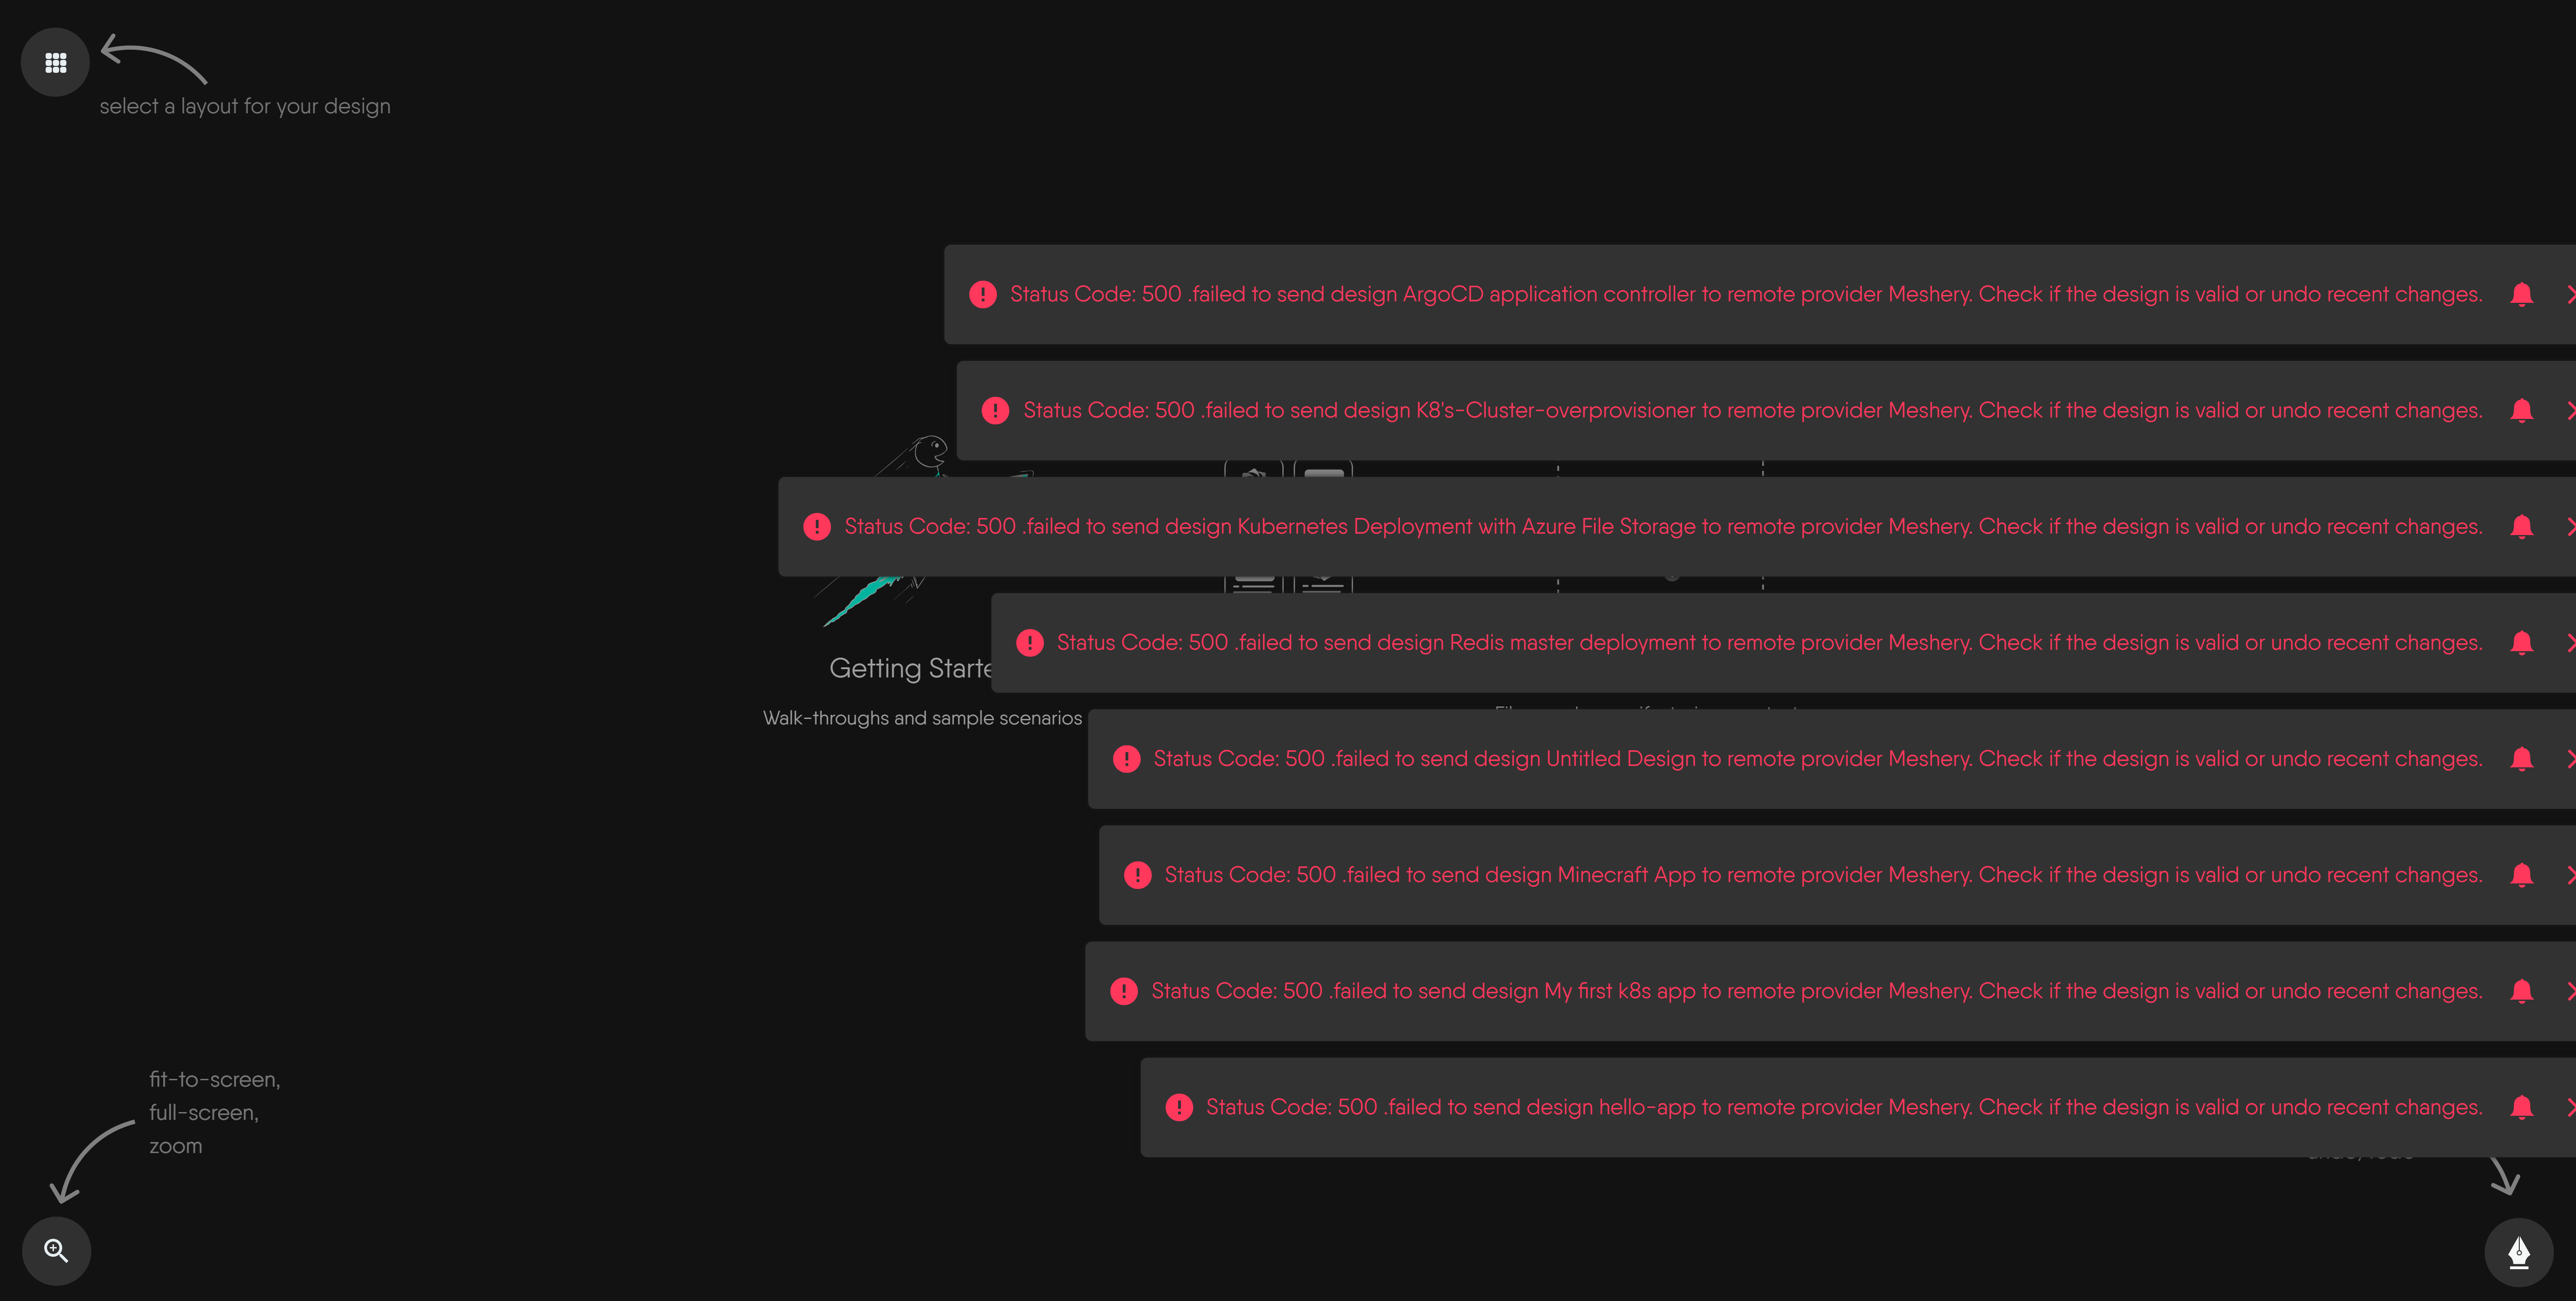 select a layout for your design
Status Code: 500 .failed to send design ArgoCD application controller to remote provider Meshery. Check if the design is valid or undo recent changes.
Status Code: 500 .failed to send design K8's-Cluster-overprovisioner to remote provider Meshery. Check if the design is valid or undo recent changes.
Status Code: 500 .failed to send design Kubernetes Deployment with Azure File Storage to remote provider Meshery. Check if the design is valid or undo recent changes.
Status Code: 500 .failed to send design Redis master deployment to remote provider Meshery. Check if the design is valid or undo recent changes.
Getting Starte
Walk-throughs and sample scenarios
Status Code: 500 .failed to send design Untitled Design to remote provider Meshery. Check if the design is valid or undo recent changes.
Status Code: 500 .failed to send design Minecraft App to remote provider Meshery. Check if the design is valid or undo recent changes.
Status Code: 500 .failed to send design My first k8s app to remote provider Meshery. Check if the design is valid or undo recent changes.
Status Code: 500 .failed to send design hello-app to remote provider Meshery. Check if the design is valid or undo recent changes.
fit-to-screen,
full-screen,
zoom